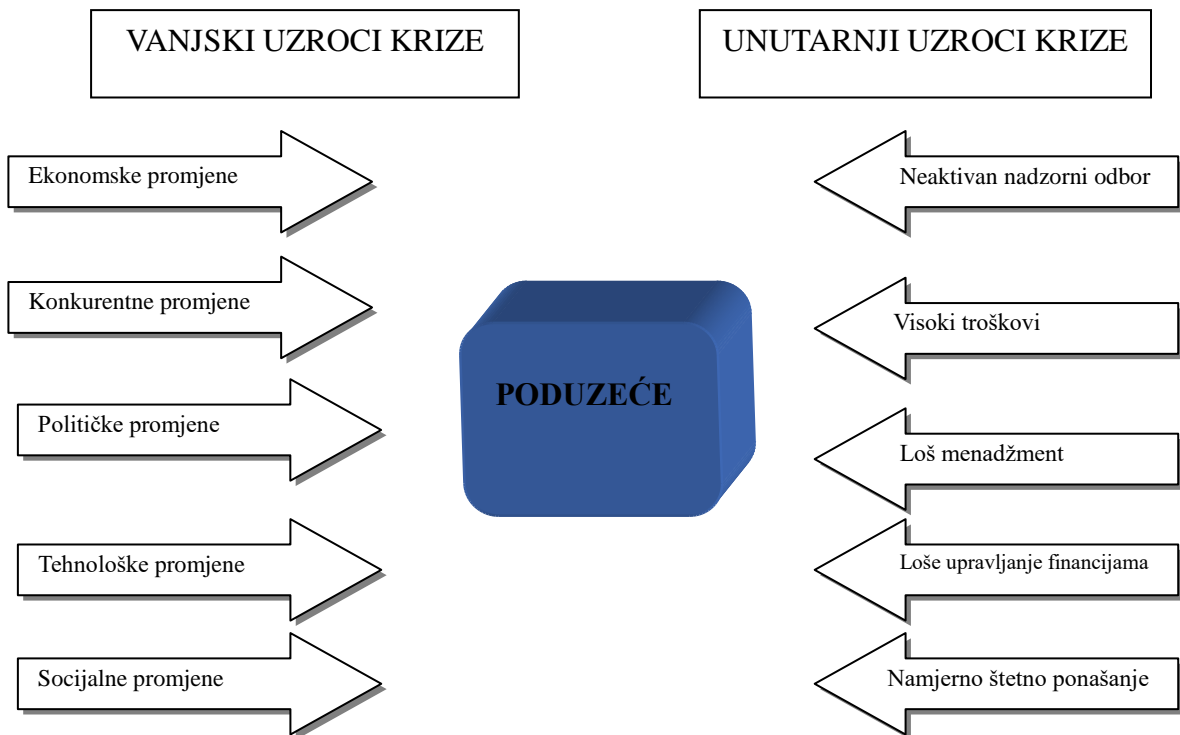 VANJSKI UZROCI KRIZE
UNUTARNJI UZROCI KRIZE
Ekonomske promjene
Neaktivan nadzorni odbor
Konkurentne promjene
Visoki troškovi
PODUZEĆE
Političke promjene
Loš menadžment
Tehnološke promjene
Loše upravljanje financijama
Socijalne promjene
Namjerno štetno ponašanje